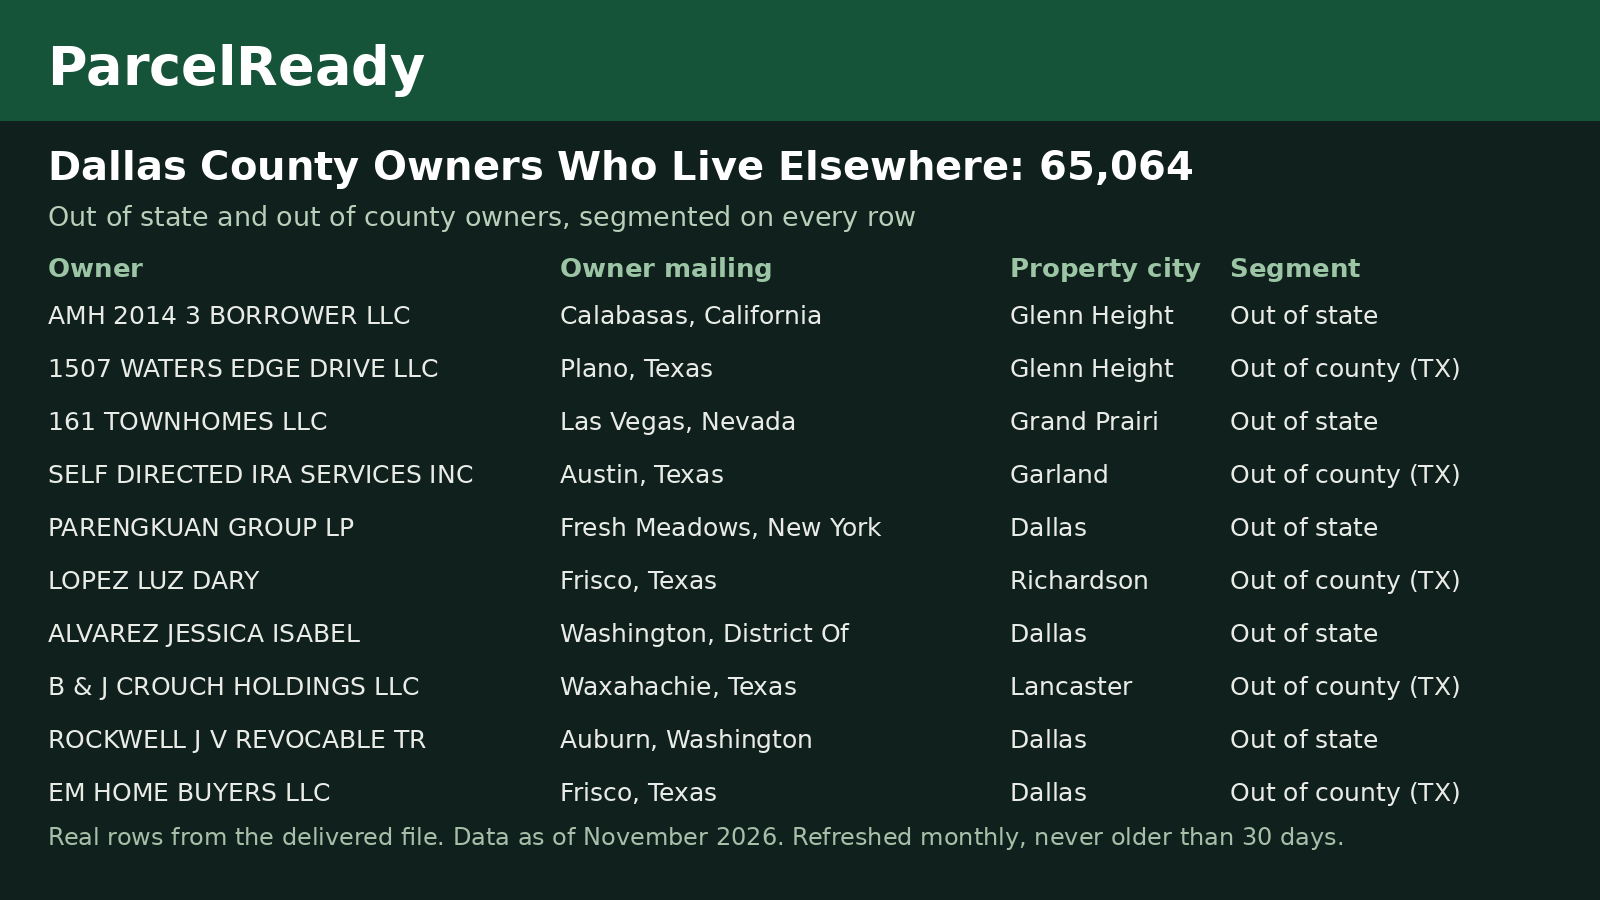 ParcelReady
Dallas County Owners Who Live Elsewhere: 65,064
Out of state and out of county owners, segmented on every row
Owner Owner mailing Property city Segment
AMH 2014 3 BORROWER LLC Calabasas, California Glenn Height Out of state
1507 WATERS EDGE DRIVE LLC Plano, Texas Glenn Height Out of county (TX)
161 TOWNHOMES LLC Las Vegas, Nevada Grand Prairi Out of state
SELF DIRECTED IRA SERVICES INC Austin, Texas Garland Out of county (TX)
PARENGKUAN GROUP LP Fresh Meadows, New York Dallas Out of state
LOPEZ LUZ DARY Frisco, Texas Richardson Out of county (TX)
ALVAREZ JESSICA ISABEL Washington, District Of Dallas Out of state
B & J CROUCH HOLDINGS LLC Waxahachie, Texas Lancaster Out of county (TX)
ROCKWELL J V REVOCABLE TR Auburn, Washington Dallas Out of state
EM HOME BUYERS LLC Frisco, Texas Dallas Out of county (TX)
Real rows from the delivered file. Data as of November 2026. Refreshed monthly, never older than 30 days.